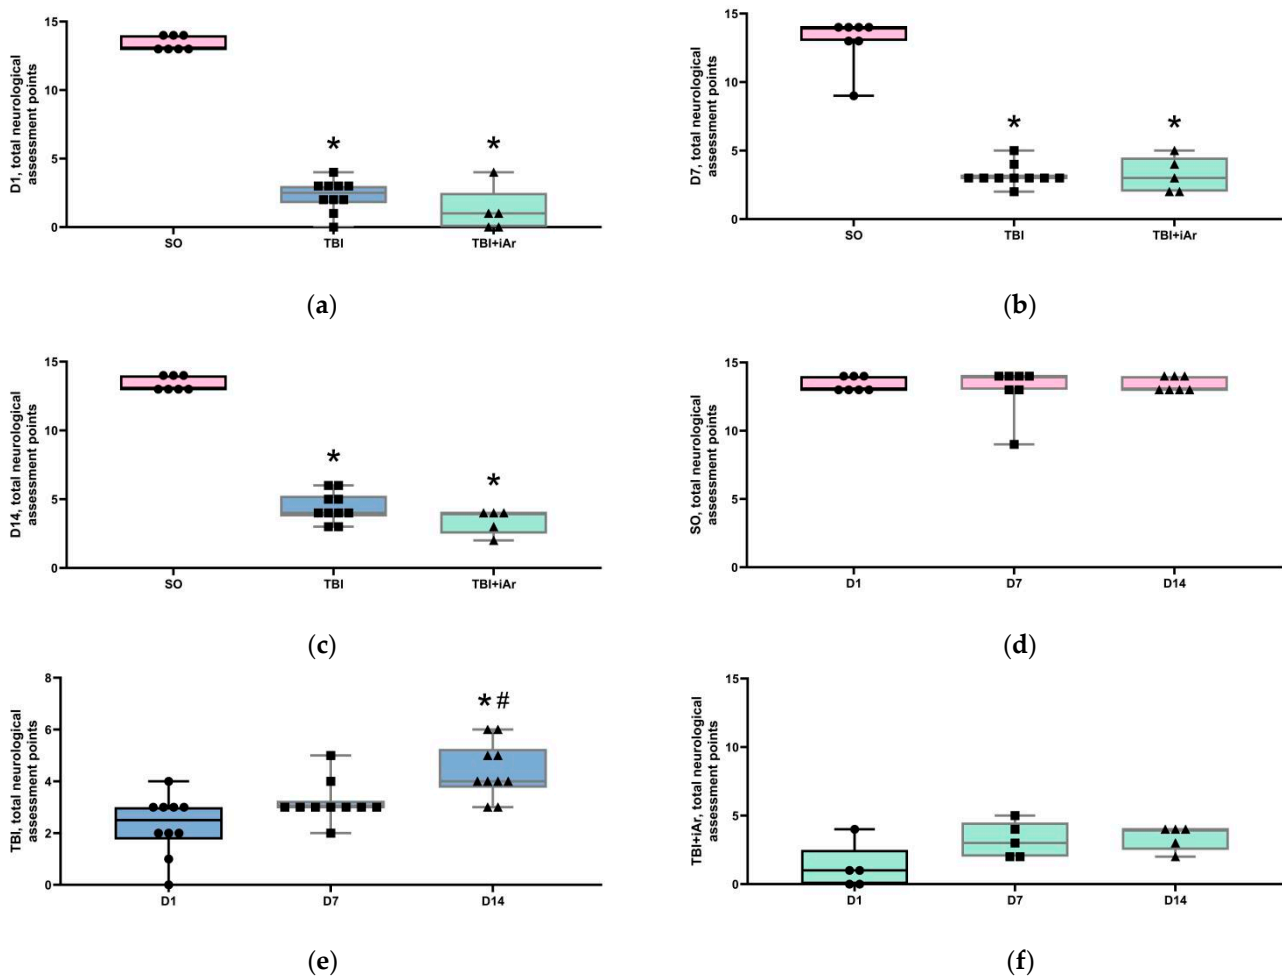 D1, total neurological
assessment points
15
10
5
0
*
*
SO
TBI
TBI+iAr
(a)
D7, total neurological
assessment points
15
10
5
0
*
*
SO
TBI
TBI+iAr
(b)
D14, total neurological
assessment points
15
10
5
0
*
*
SO
TBI
TBI+iAr
(c)
SO, total neurological
assessment points
15
10
5
0
D1
D7
D14
(d)
TBI, total neurological
assessment points
8
6
4
2
0
*#
D1
D7
D14
(e)
TBI+iAr, total neurological
assessment points
15
10
5
0
D1
D7
D14
(f)